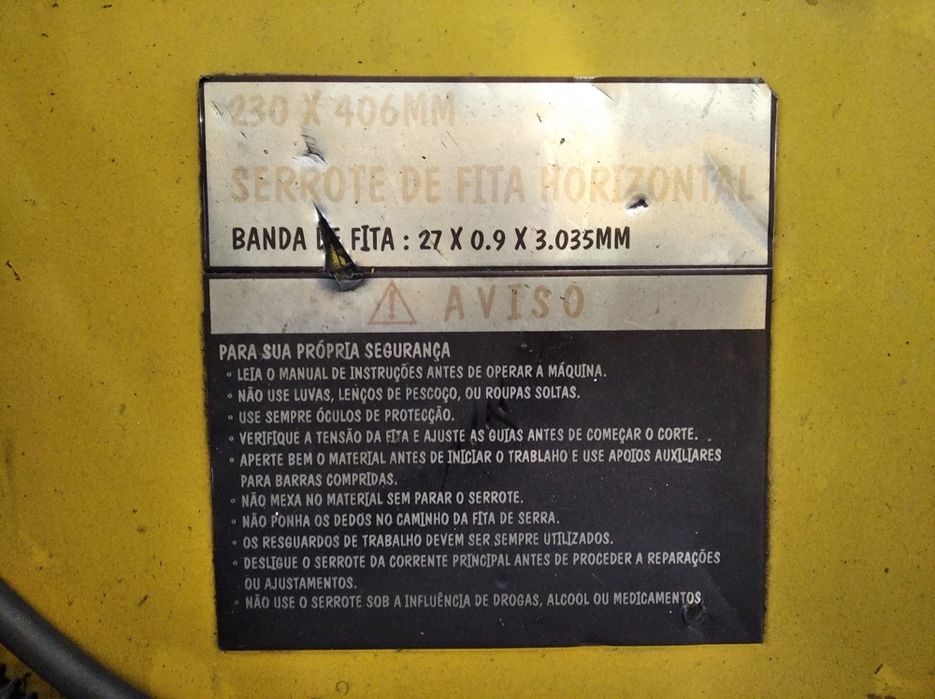 230 X 406MM
SERROTE DE FITA HORIZONTAL
BANDA DE FITA : 27 X 0.9 X 3.035MM
AVISO
PARA SUA PRÓPRIA SEGURANÇA
◦ LEIA O MANUAL DE INSTRUÇÕES ANTES DE OPERAR A MÁQUINA.
◦ NÃO USE LUVAS, LENÇOS DE PESCOÇO, OU ROUPAS SOLTAS.
◦ USE SEMPRE ÓCULOS DE PROTECÇÃO.
◦ VERIFIQUE A TENSÃO DA FITA E AJUSTE AS GUIAS ANTES DE COMEÇAR O CORTE.
◦ APERTE BEM O MATERIAL ANTES DE INICIAR O TRABLAHO E USE APOIOS AUXILIARES
PARA BARRAS COMPRIDAS.
◦ NÃO MEXA NO MATERIAL SEM PARAR O SERROTE.
◦ NÃO PONHA OS DEDOS NO CAMINHO DA FITA DE SERRA.
◦ OS RESGUARDOS DE TRABALHO DEVEM SER SEMPRE UTILIZADOS.
◦ DESLIGUE O SERROTE DA CORRENTE PRINCIPAL ANTES DE PROCEDER A REPARAÇÕES
OU AJUSTAMENTOS.
◦ NÃO USE O SERROTE SOB A INFLUÊNCIA DE DROGAS, ALCOOL OU MEDICAMENTOS.